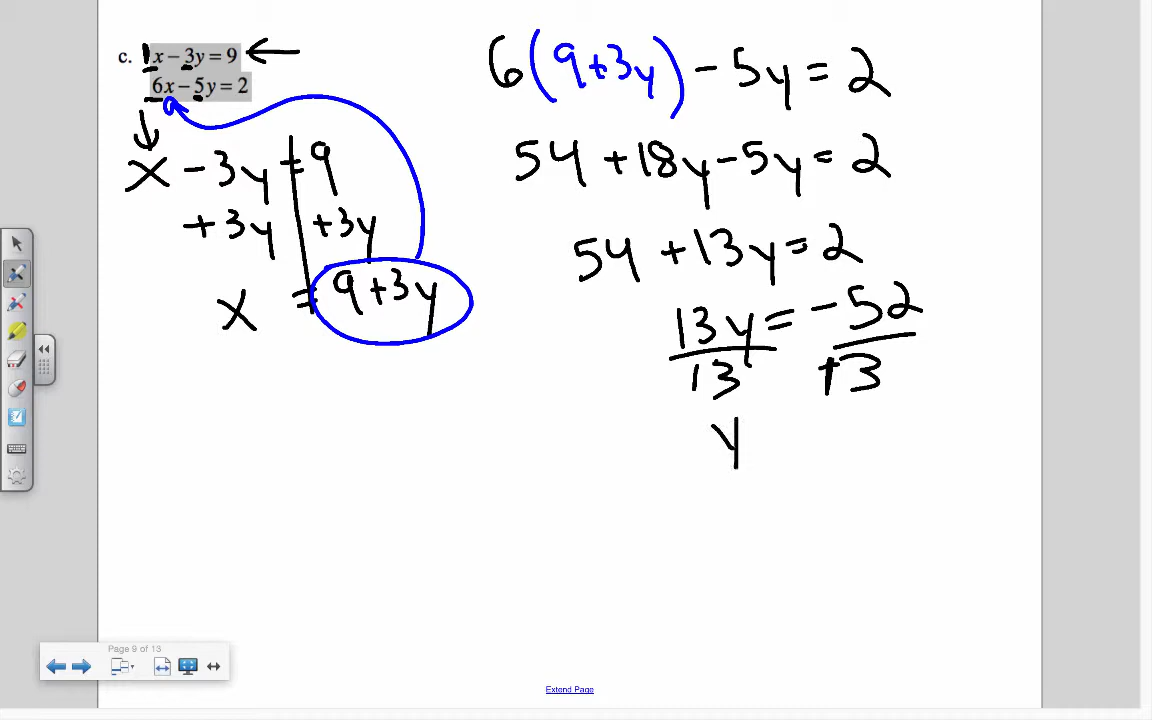 c. 1x − 3y = 9
6x − 5y = 2
x − 3y = 9
+3y +3y
x = 9+3y
6(9+3y) − 5y = 2
54 + 18y − 5y = 2
54 + 13y = 2
13y = −52
13 13
y
Page 9 of 13
Extend Page